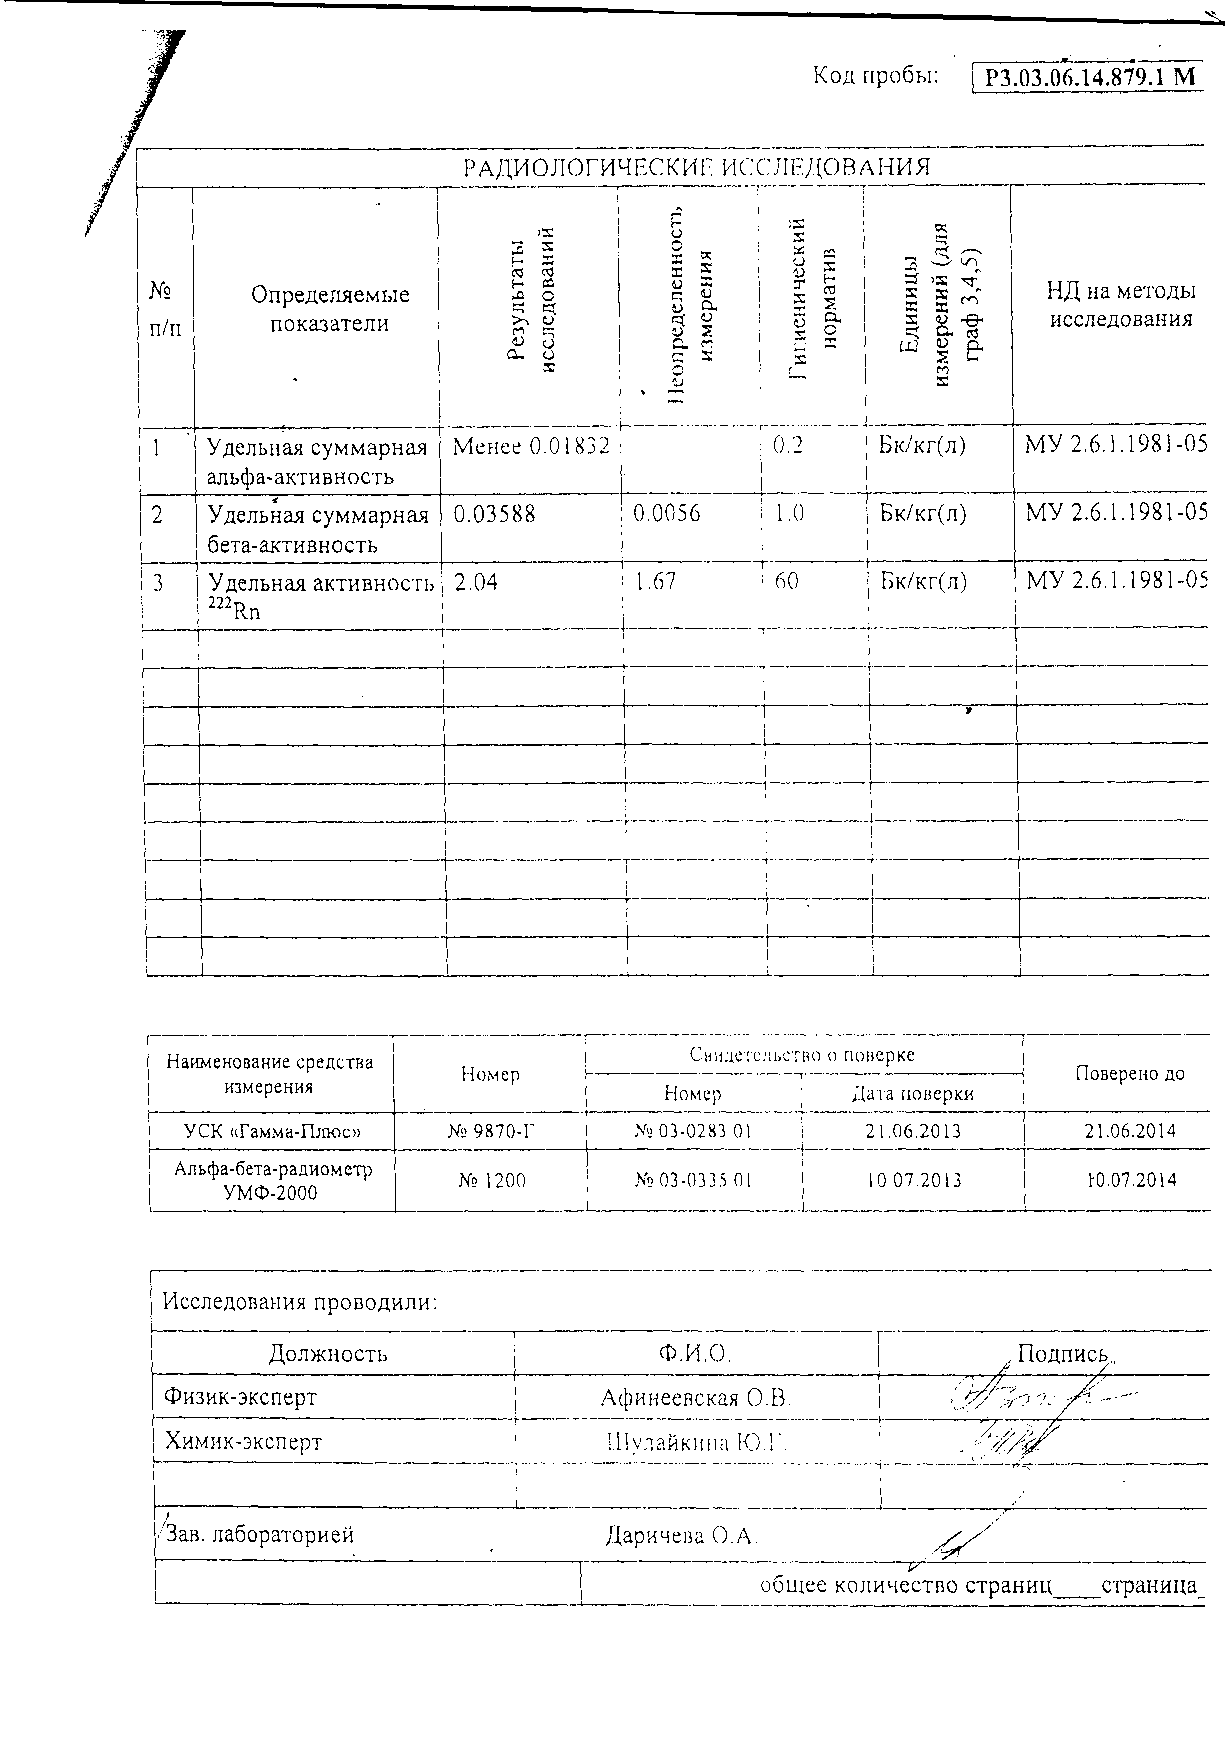 Код пробы: Р3.03.06.14.879.1 М
РАДИОЛОГИЧЕСКИЕ ИССЛЕДОВАНИЯ
№ п/п
Определяемые показатели
Результаты исследований
Неопределенность измерения
Гигиенический норматив
Единицы измерений (для граф 3,4,5)
НД на методы исследования
1 Удельная суммарная Менее 0.01832 0.2 Бк/кг(л) МУ 2.6.1.1981-05
альфа-активность
2 Удельная суммарная 0.03588 0.0056 1.0 Бк/кг(л) МУ 2.6.1.1981-05
бета-активность
3 Удельная активность 2.04 1.67 60 Бк/кг(л) МУ 2.6.1.1981-05
²²²Rn
Наименование средства измерения
Номер
Свидетельство о поверке
Номер Дата поверки
Поверено до
УСК «Гамма-Плюс» № 9870-Г № 03-0283 01 21.06.2013 21.06.2014
Альфа-бета-радиометр
УМФ-2000 № 1200 № 03-0335 01 10 07.2013 10.07.2014
Исследования проводили:
Должность Ф.И.О. Подпись
Физик-эксперт Афинеевская О.В.
Химик-эксперт Шулайкина Ю.Г.
Зав. лабораторией Даричева О.А.
общее количество страниц____страница_